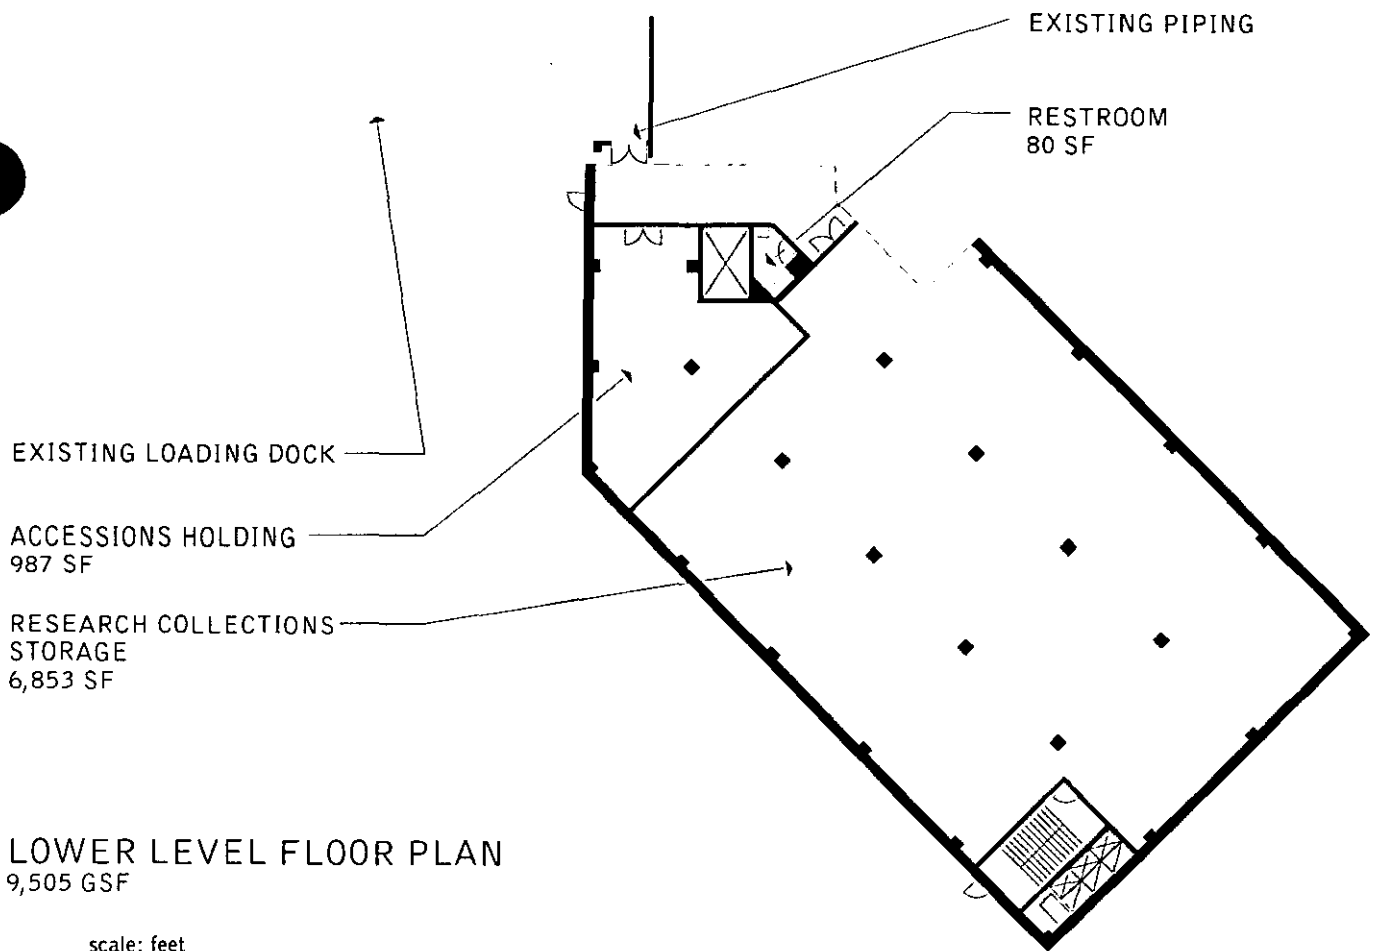 EXISTING PIPING
RESTROOM
80 SF
EXISTING LOADING DOCK
ACCESSIONS HOLDING
987 SF
RESEARCH COLLECTIONS
STORAGE
6,853 SF
LOWER LEVEL FLOOR PLAN
9,505 GSF
scale: feet